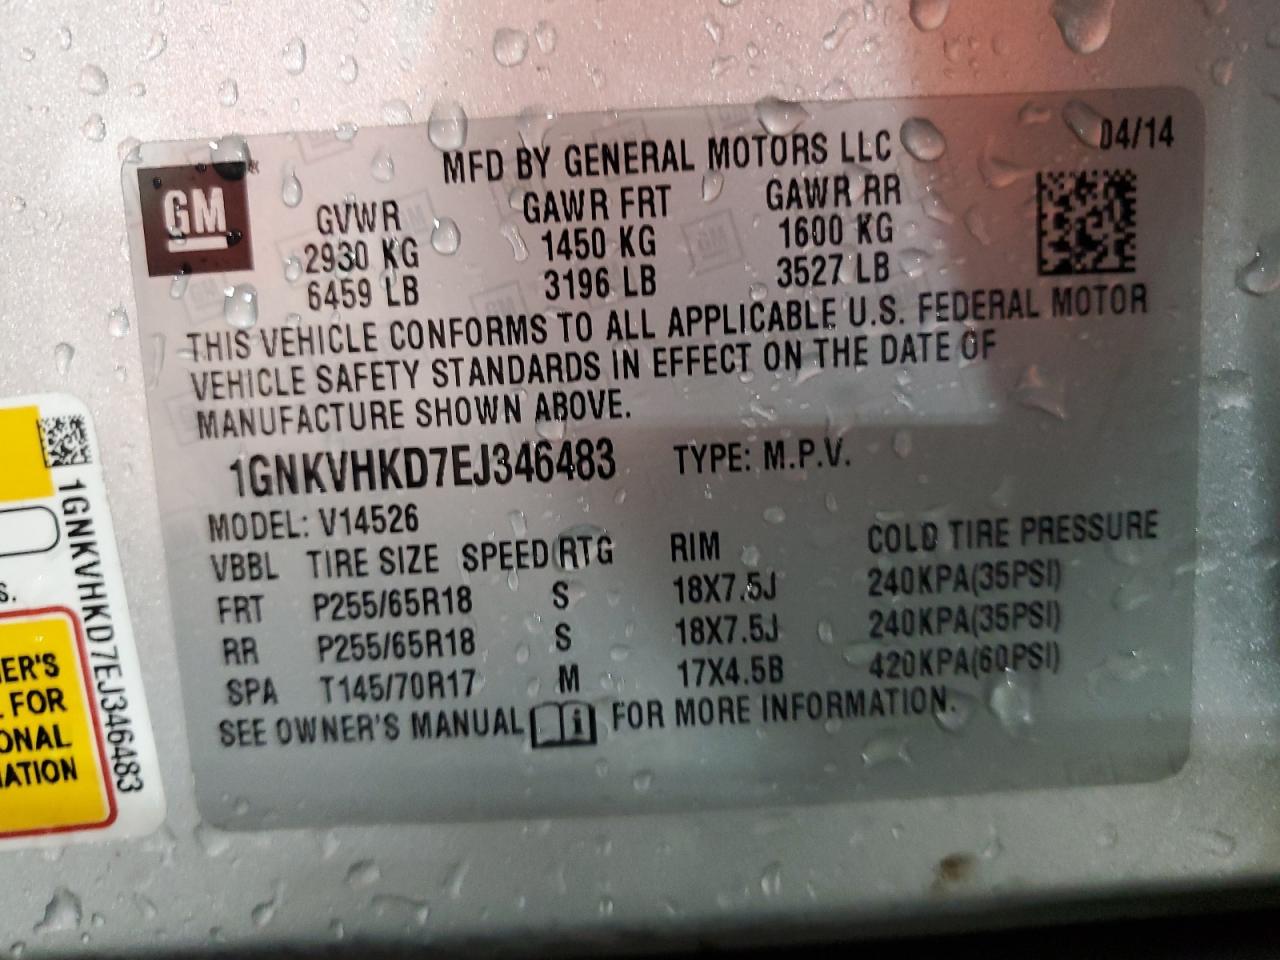 MFD BY GENERAL MOTORS LLC 04/14
GM
GVWR GAWR FRT GAWR RR
2930 KG 1450 KG 1600 KG
6459 LB 3196 LB 3527 LB
THIS VEHICLE CONFORMS TO ALL APPLICABLE U.S. FEDERAL MOTOR
VEHICLE SAFETY STANDARDS IN EFFECT ON THE DATE OF
MANUFACTURE SHOWN ABOVE.
1GNKVHKD7EJ346483 TYPE: M.P.V.
MODEL: V14526
VBBL TIRE SIZE SPEED RTG RIM COLD TIRE PRESSURE
FRT P255/65R18 S 18X7.5J 240KPA(35PSI)
RR P255/65R18 S 18X7.5J 240KPA(35PSI)
SPA T145/70R17 M 17X4.5B 420KPA(60PSI)
SEE OWNER'S MANUAL i FOR MORE INFORMATION.
1GNKVHKD7EJ346483
S.
ER'S
FOR
ONAL
ATION